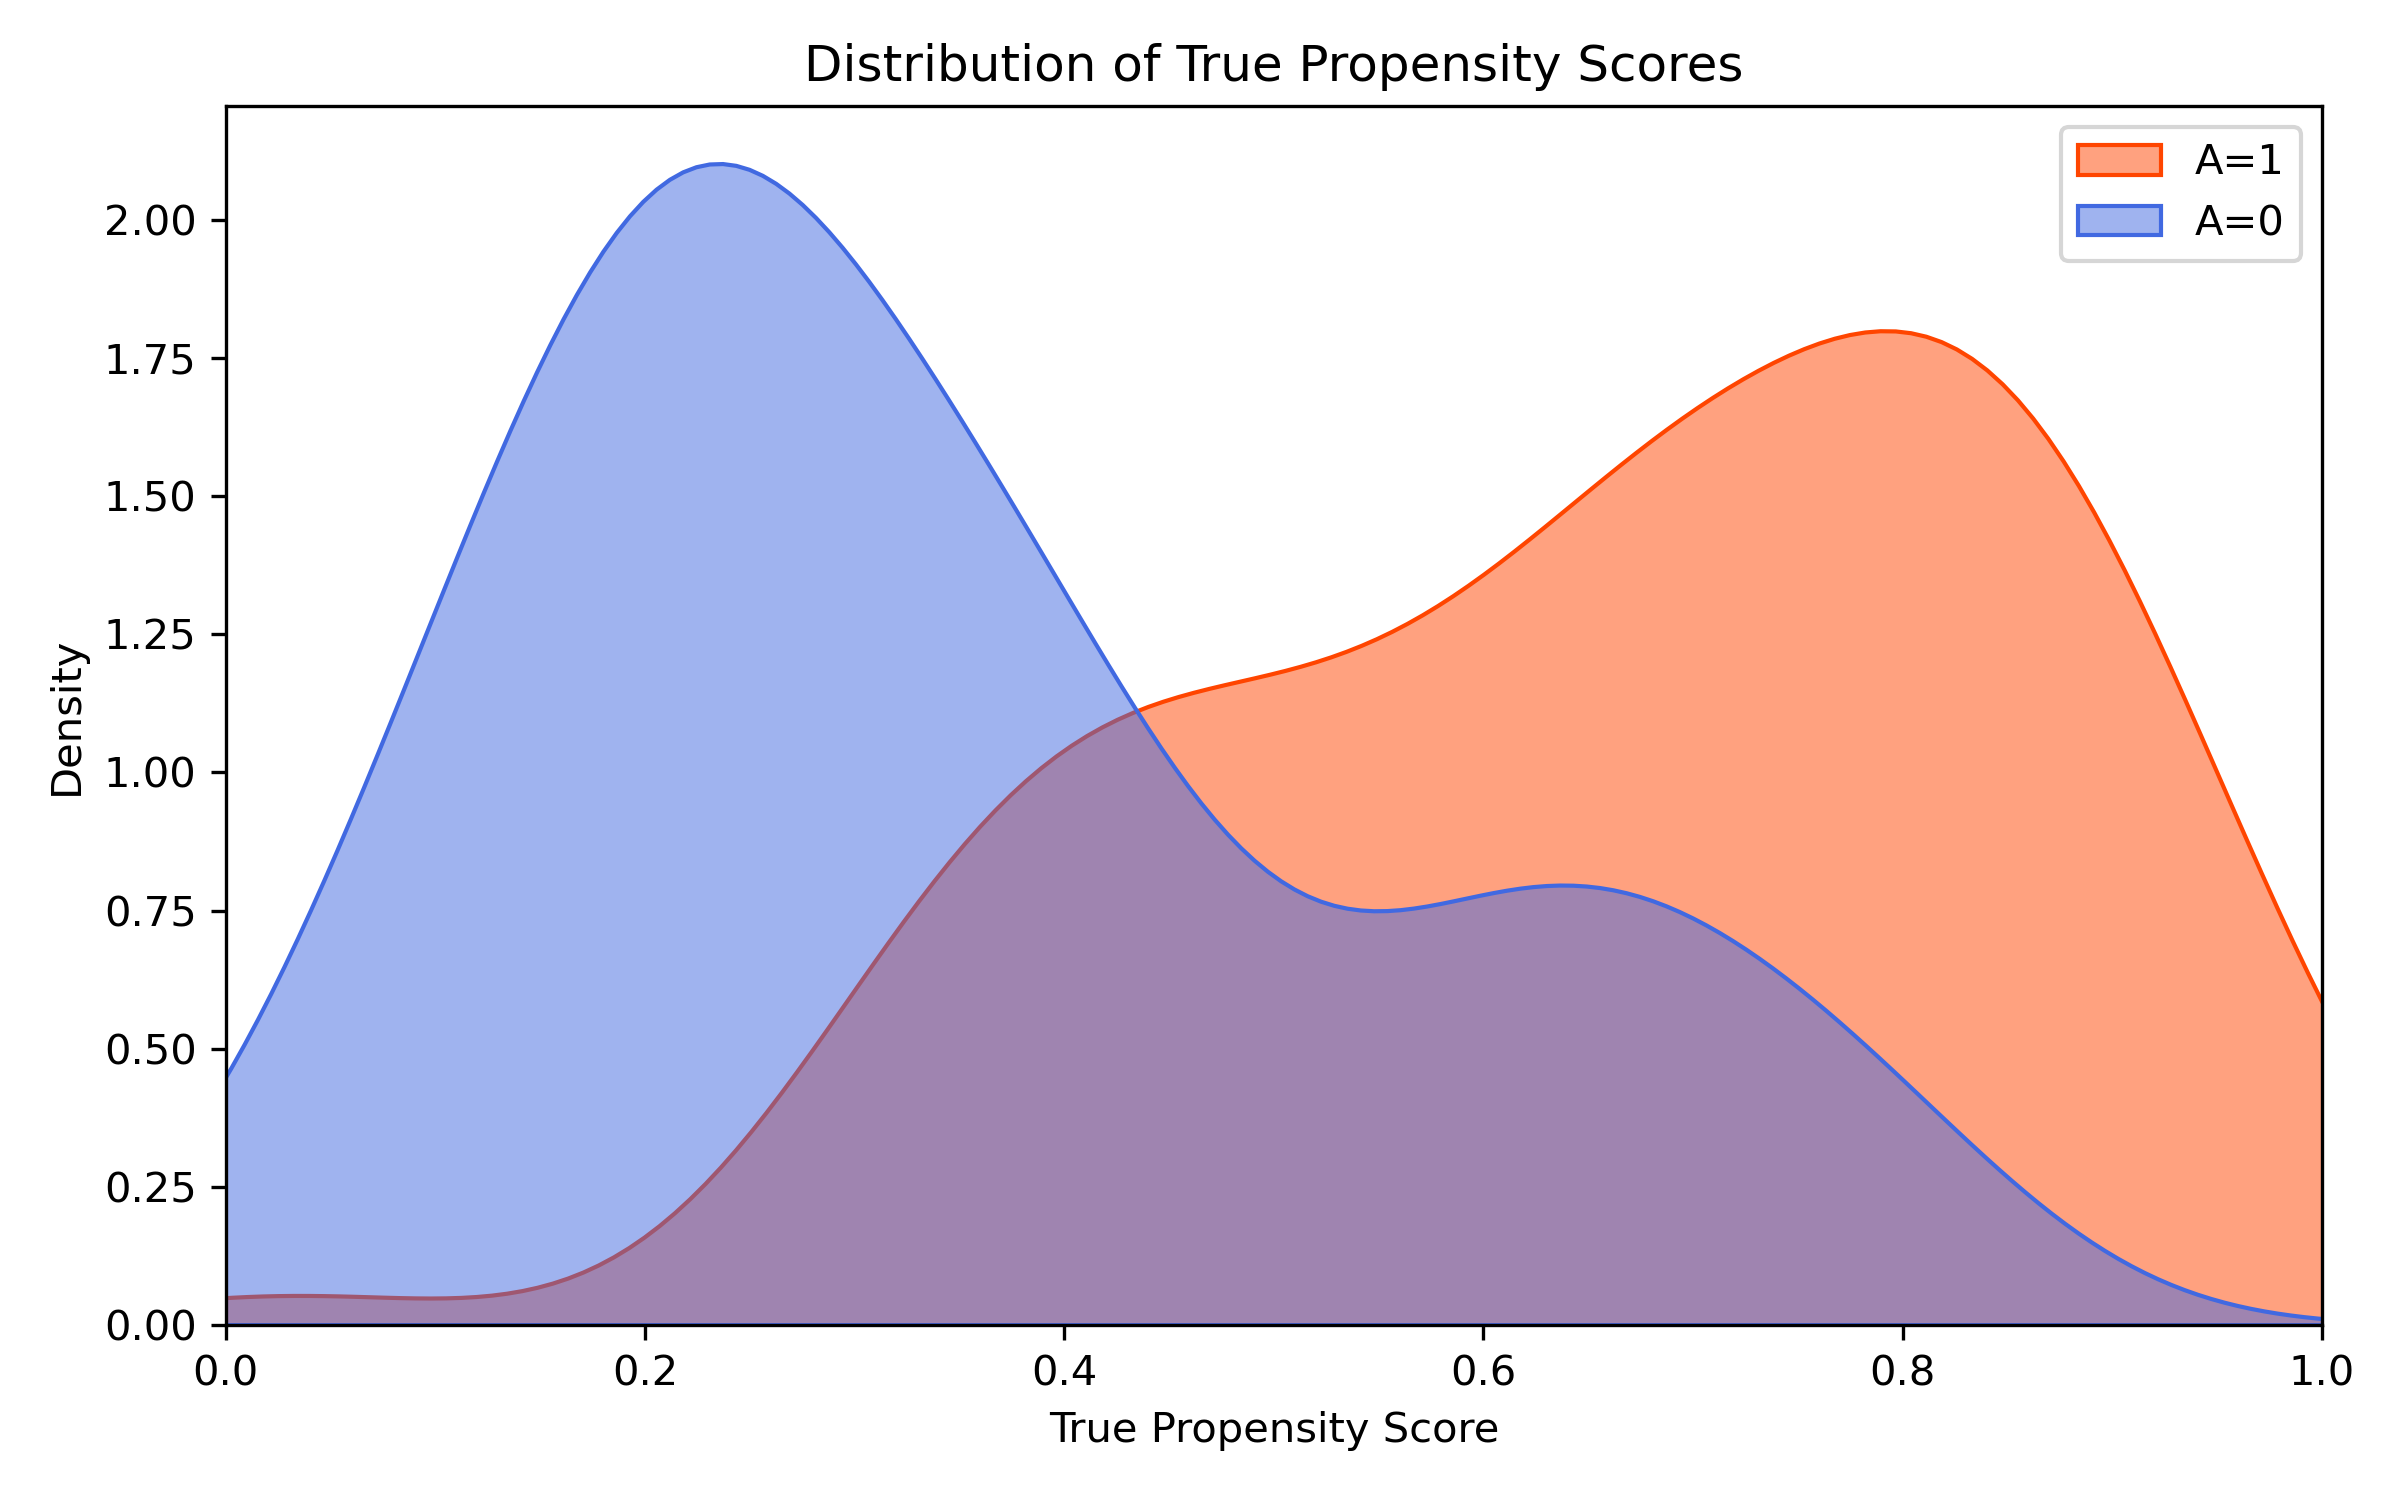 Distribution of True Propensity Scores
A=1
A=0
Density
2.00
1.75
1.50
1.25
1.00
0.75
0.50
0.25
0.00
0.0 0.2 0.4 0.6 0.8 1.0
True Propensity Score